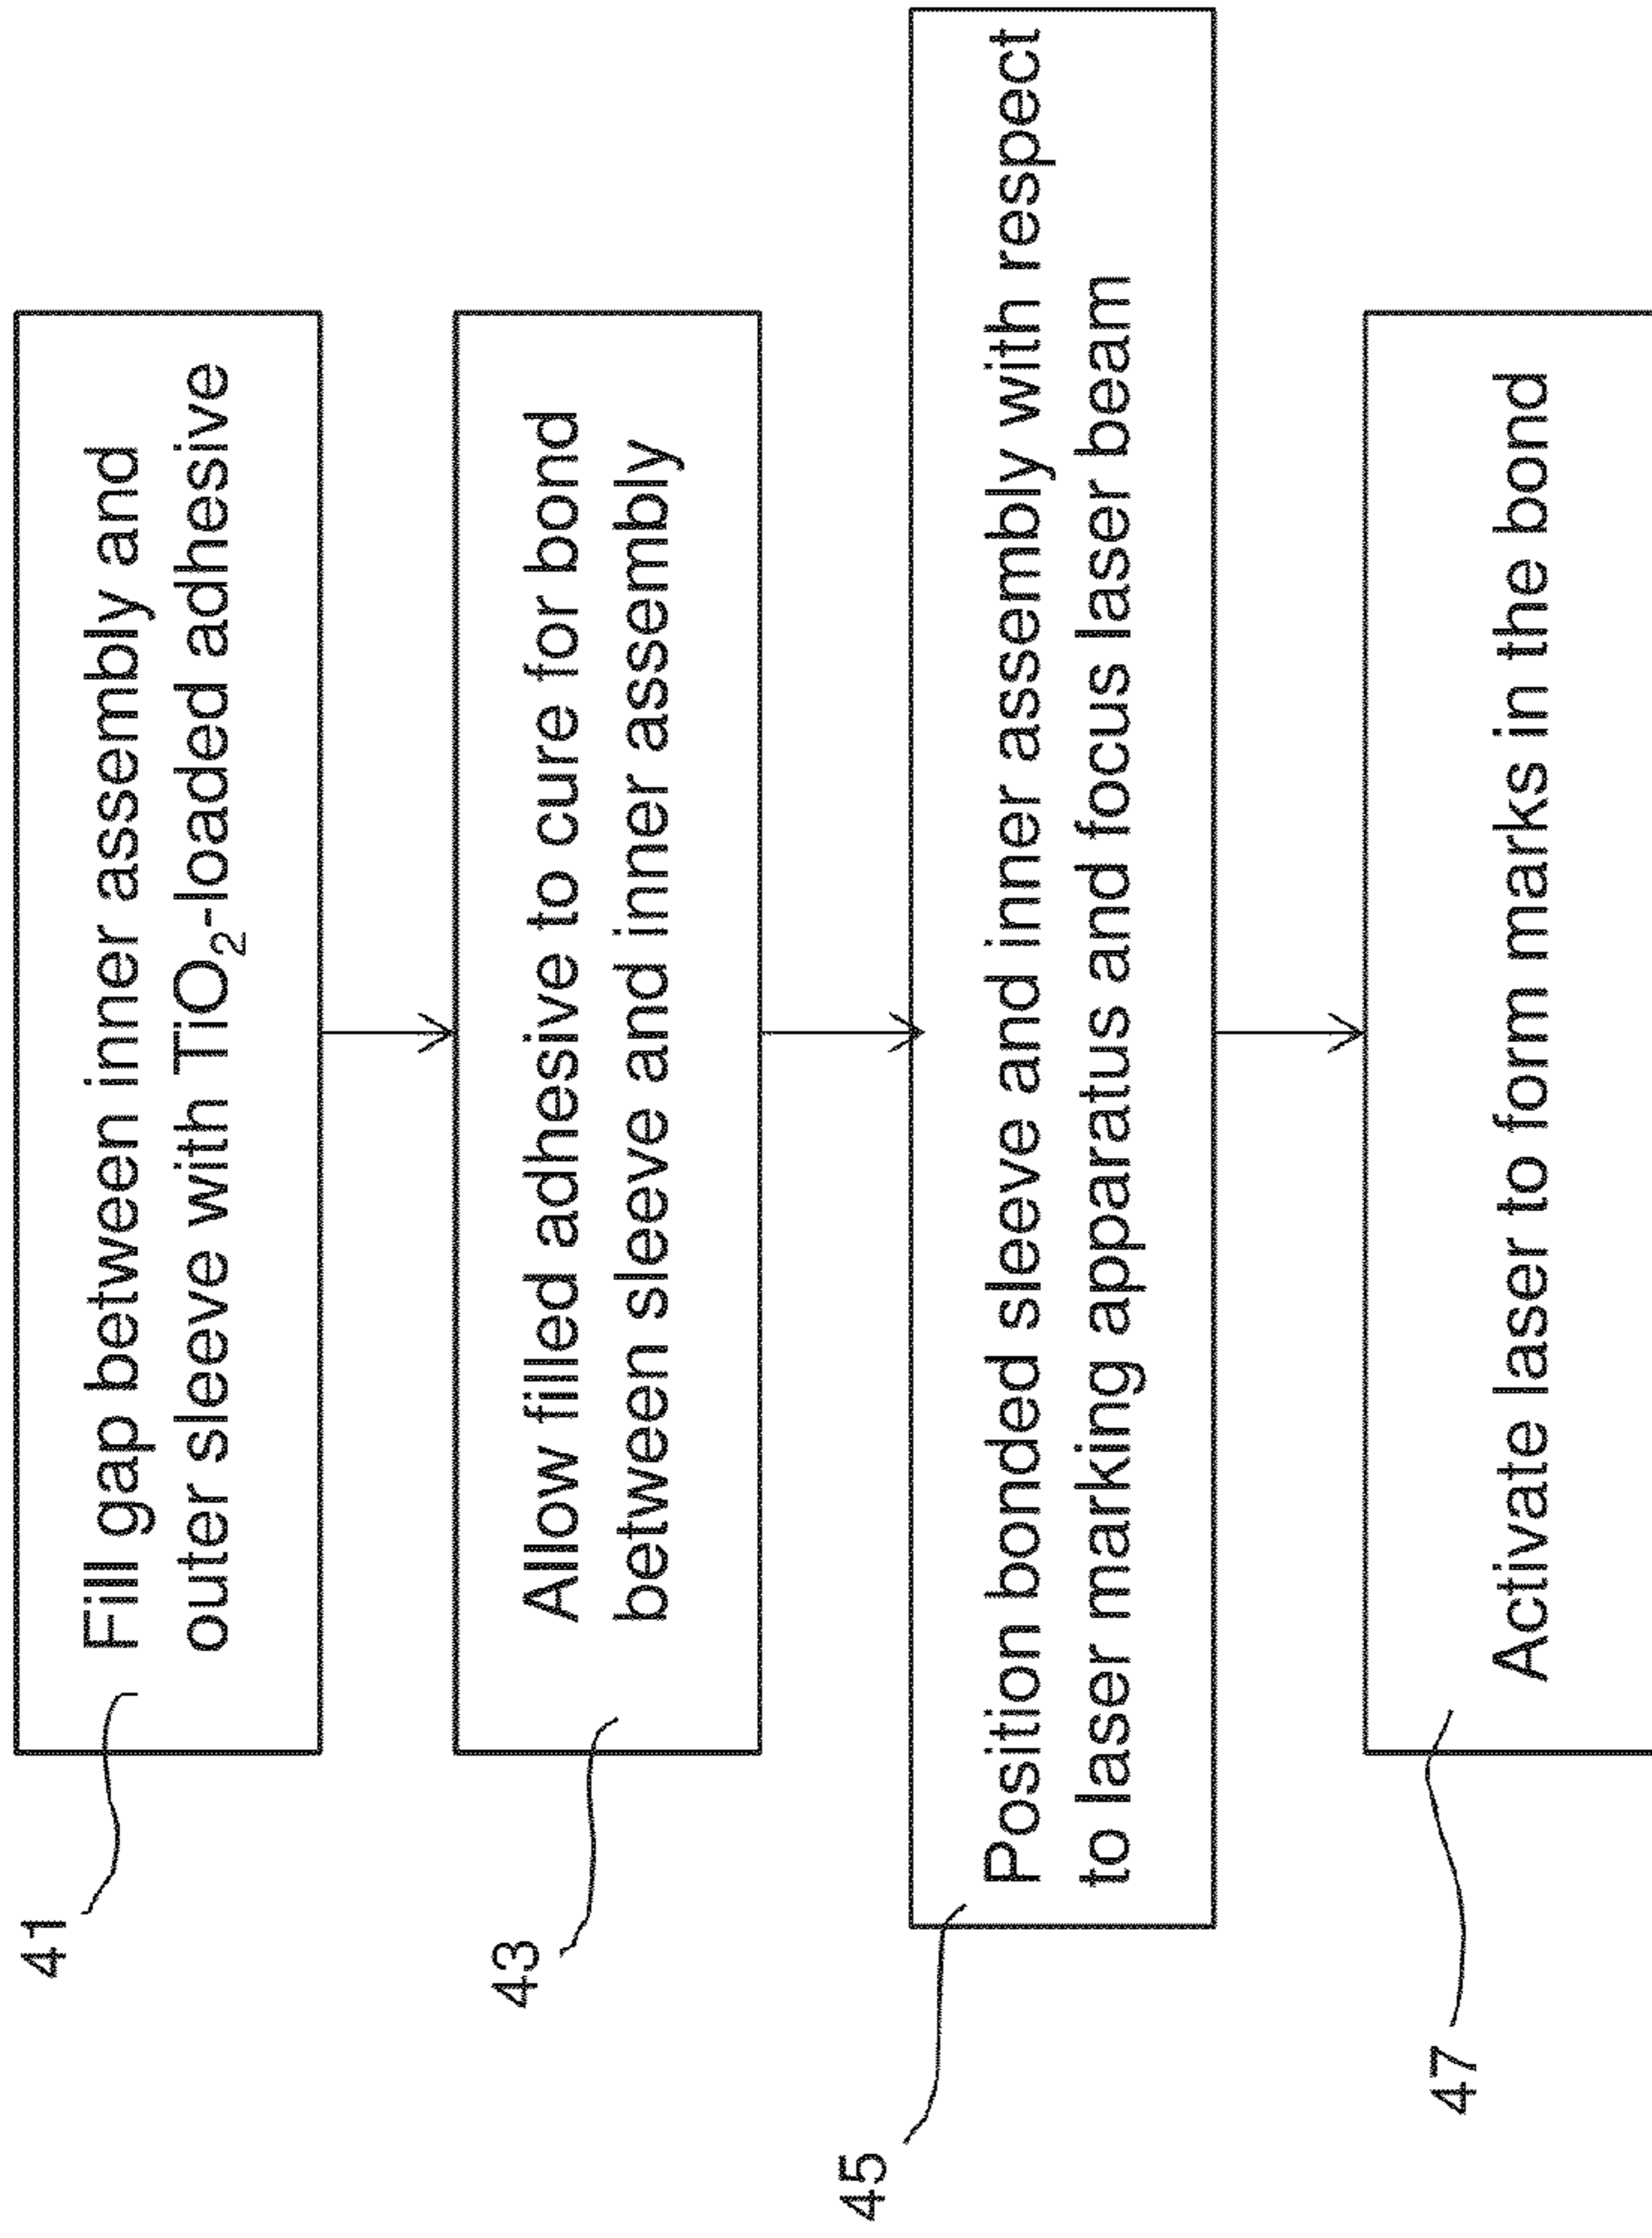 41
Fill gap between inner assembly and
outer sleeve with TiO₂-loaded adhesive
43
Allow filled adhesive to cure for bond
between sleeve and inner assembly
45
Position bonded sleeve and inner assembly with respect
to laser marking apparatus and focus laser beam
47
Activate laser to form marks in the bond